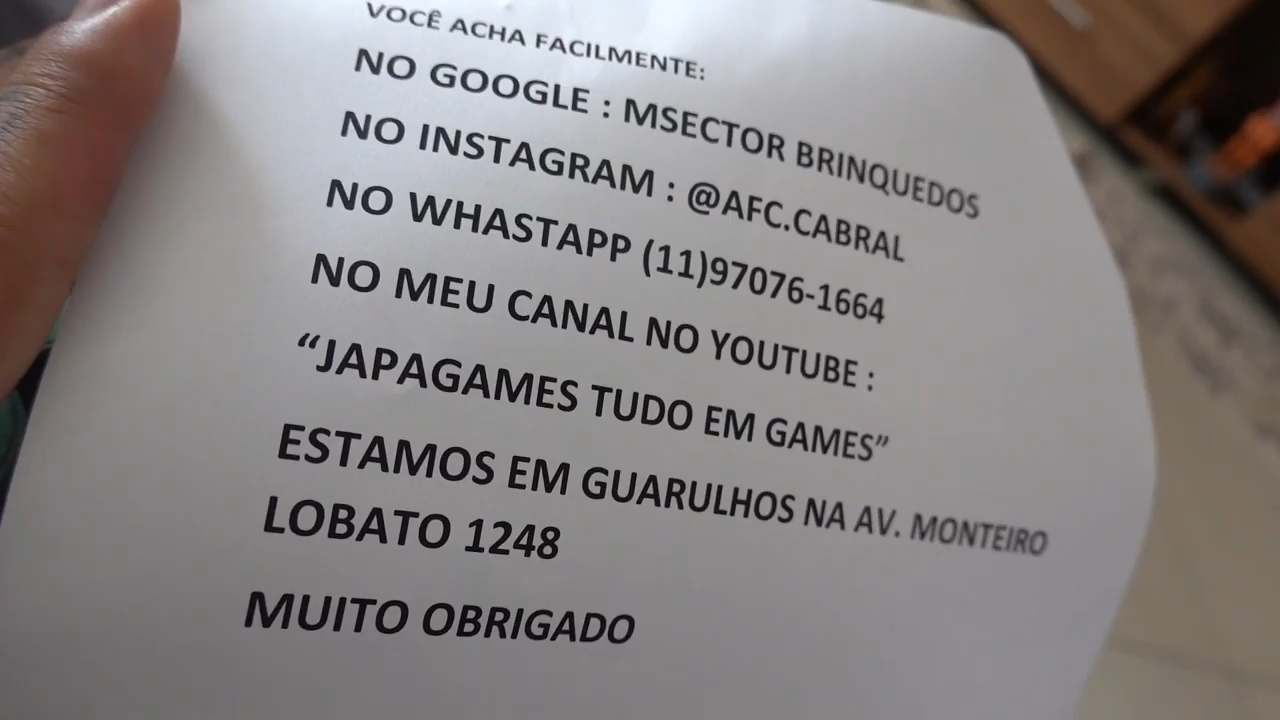 VOCÊ ACHA FACILMENTE:
NO GOOGLE : MSECTOR BRINQUEDOS
NO INSTAGRAM : @AFC.CABRAL
NO WHASTAPP (11)97076-1664
NO MEU CANAL NO YOUTUBE :
“JAPAGAMES TUDO EM GAMES”
ESTAMOS EM GUARULHOS NA AV. MONTEIRO
LOBATO 1248
MUITO OBRIGADO